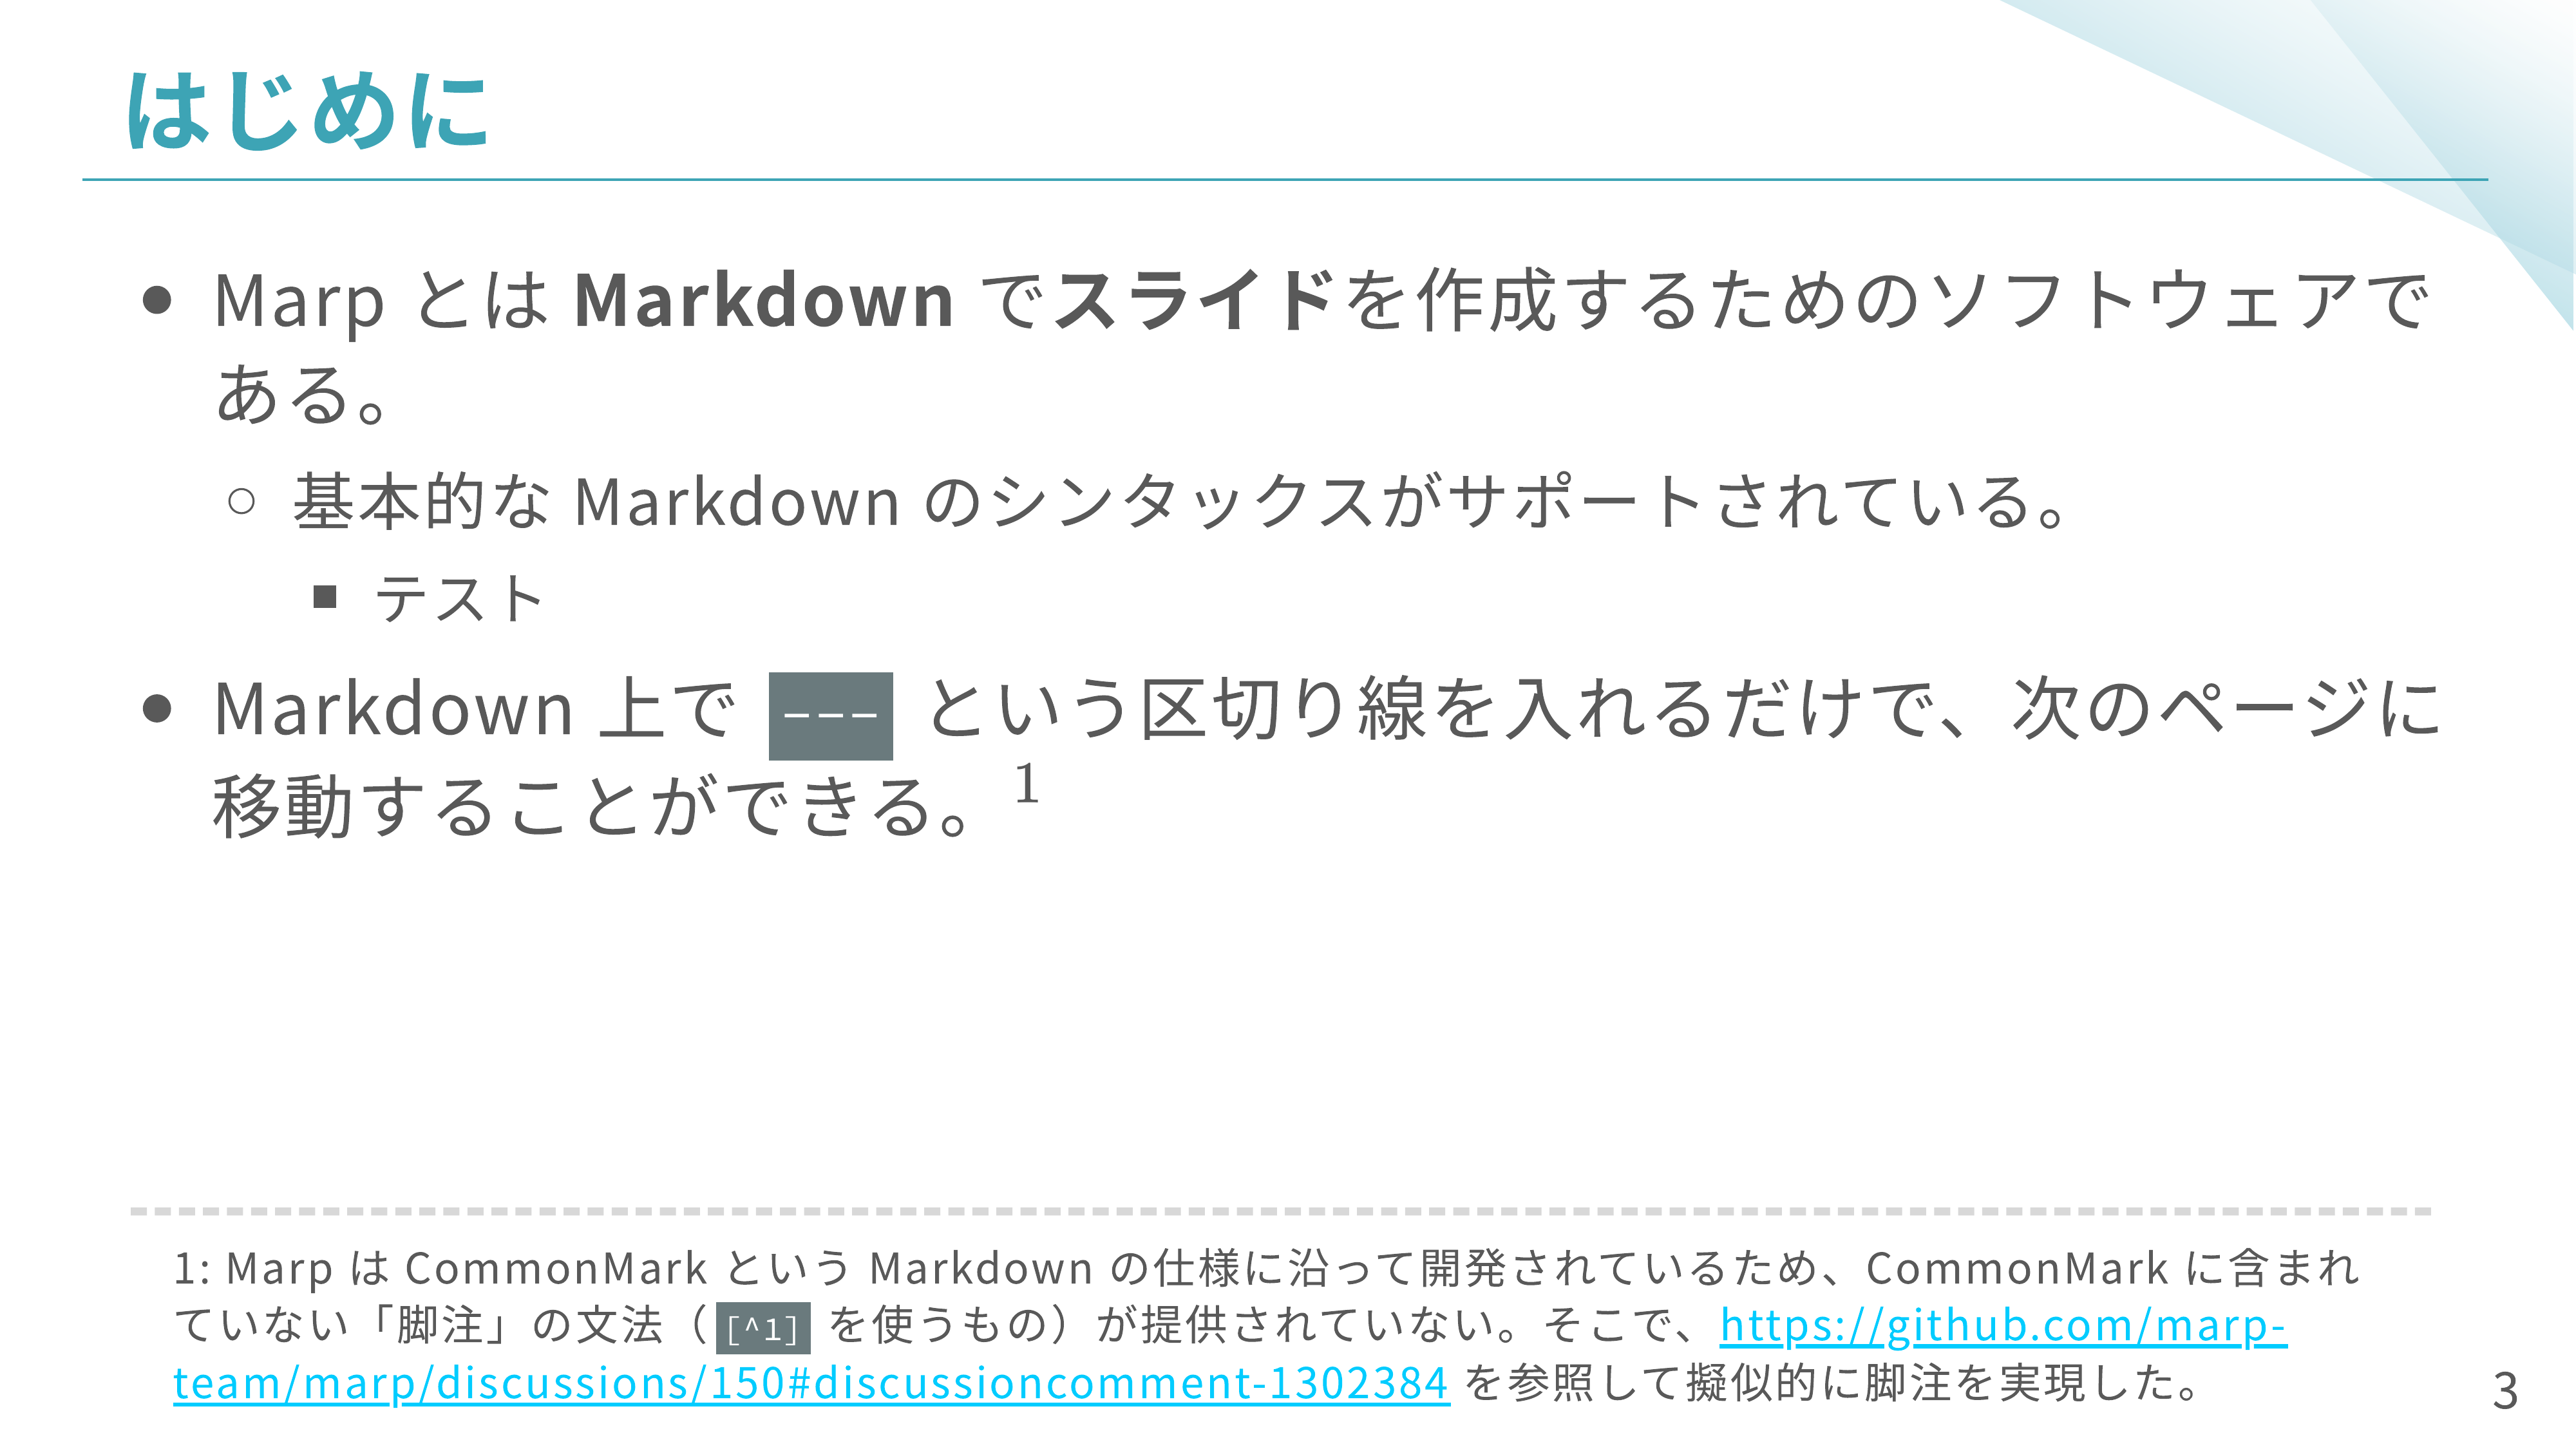 はじめに
Marp とは Markdown でスライドを作成するためのソフトウェアで
ある。
基本的な Markdown のシンタックスがサポートされている。
テスト
Markdown 上で --- という区切り線を入れるだけで、次のページに
移動することができる。1
1: Marp は CommonMark という Markdown の仕様に沿って開発されているため、CommonMark に含まれ
ていない「脚注」の文法（ [^1] を使うもの）が提供されていない。そこで、https://github.com/marp-
team/marp/discussions/150#discussioncomment-1302384 を参照して擬似的に脚注を実現した。
3